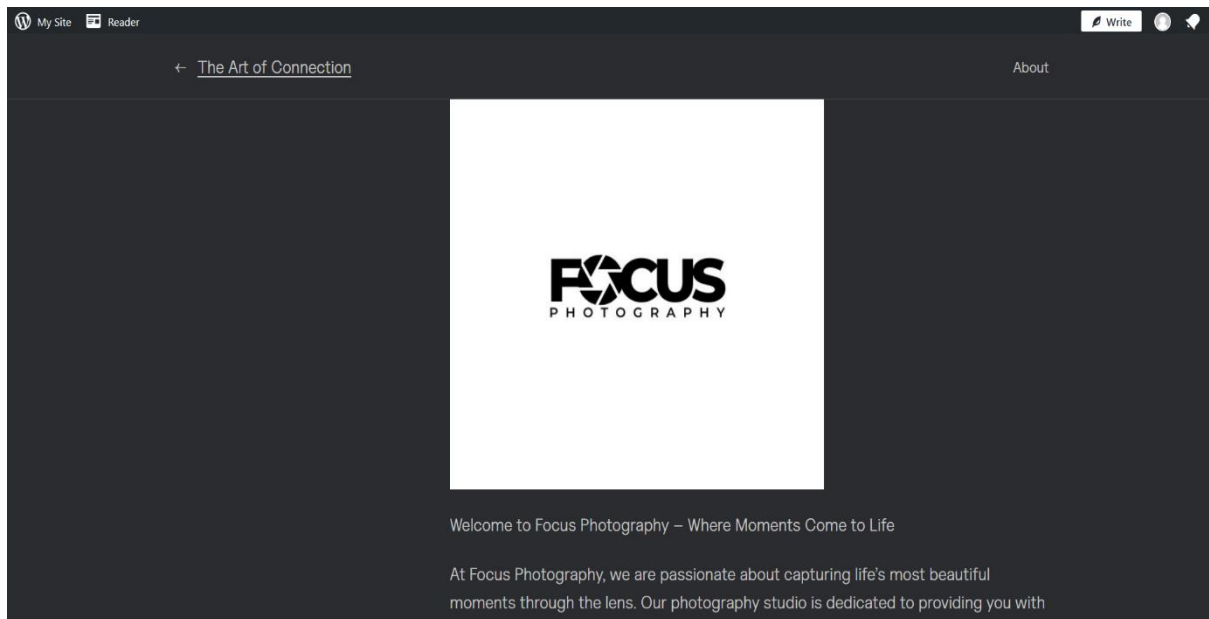 My Site Reader Write
← The Art of Connection About
FOCUS
PHOTOGRAPHY
Welcome to Focus Photography – Where Moments Come to Life
At Focus Photography, we are passionate about capturing life's most beautiful
moments through the lens. Our photography studio is dedicated to providing you with